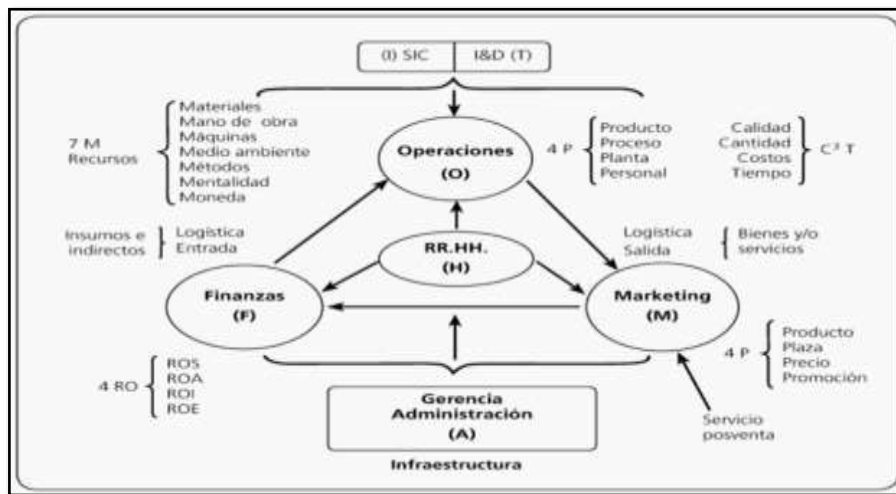 (I) SIC
I&D (T)
7 M
Recursos
Materiales
Mano de obra
Máquinas
Medio ambiente
Métodos
Mentalidad
Moneda
Operaciones
(O)
4 P
Producto
Proceso
Planta
Personal
Calidad
Cantidad
Costos
Tiempo
C³ T
Insumos e
indirectos
Logística
Entrada
RR.HH.
(H)
Logística
Salida
Bienes y/o
servicios
Finanzas
(F)
Marketing
(M)
4 RO
ROS
ROA
ROI
ROE
4 P
Producto
Plaza
Precio
Promoción
Gerencia
Administración
(A)
Servicio
posventa
Infraestructura